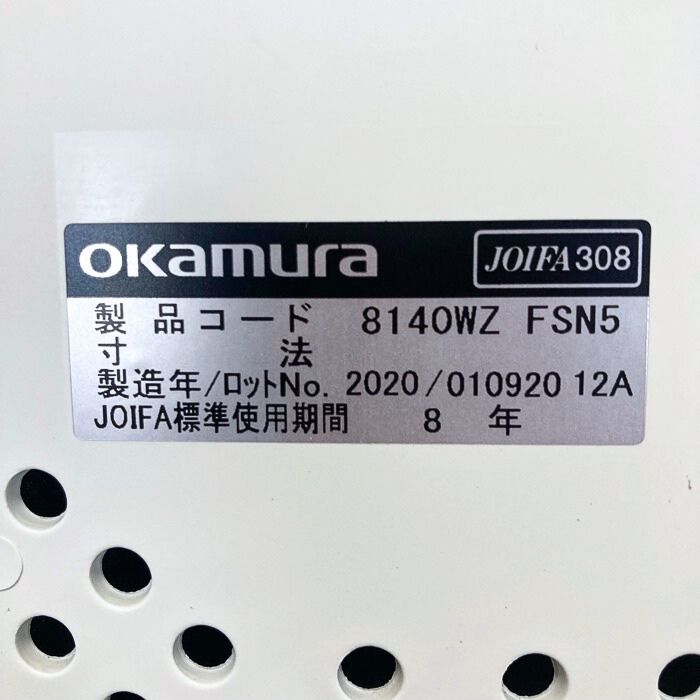 okamura JOIFA308
製品コード 8140WZ FSN5
寸法
製造年/ロットNo. 2020/010920 12A
JOIFA標準使用期間 8 年